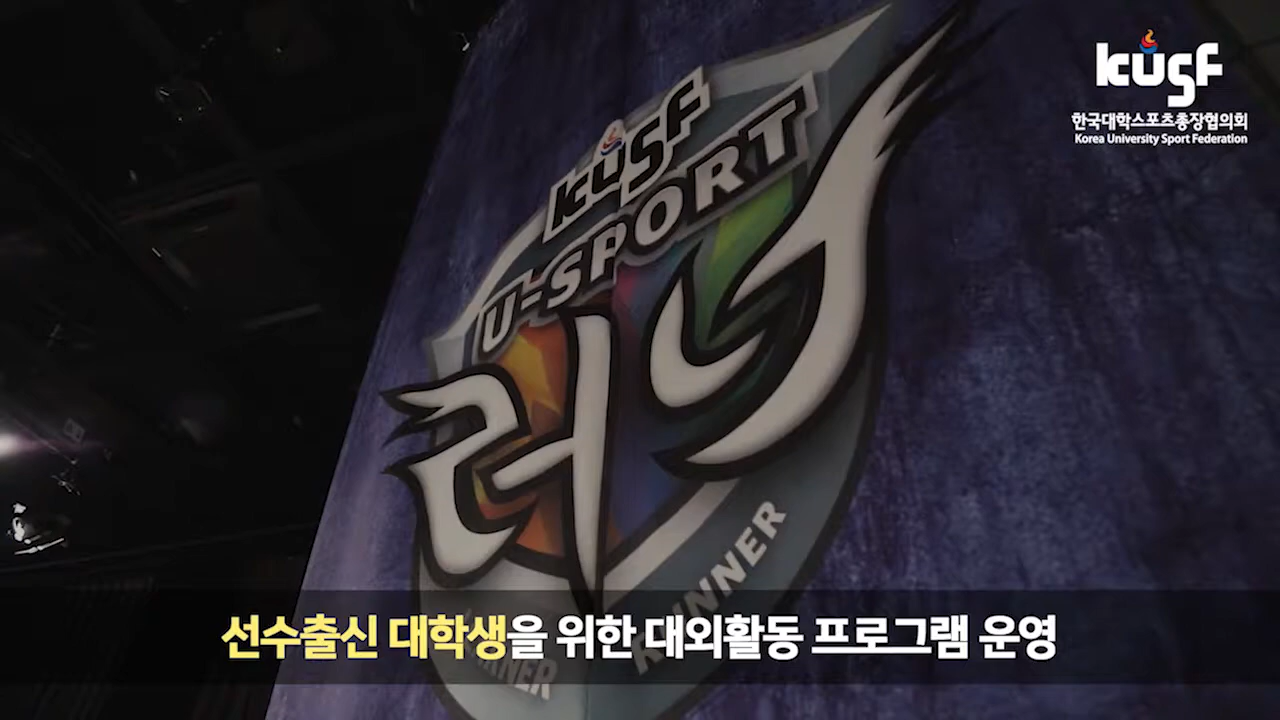 KUSF
한국대학스포츠총장협의회
Korea University Sport Federation
KUSF
U-SPORT
러너
RUNNER
선수출신 대학생을 위한 대외활동 프로그램 운영